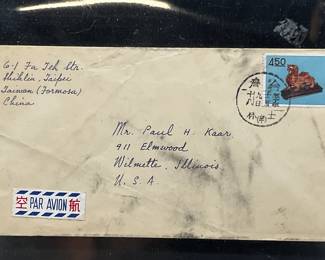 6-1 Fu Teh Str.
Shihlin, Taipei
Taiwan (Formosa)
China
450
Mr. Paul H. Kaar
911 Elmwood
Wilmette, Illinois
U. S. A.
空 PAR AVION 航